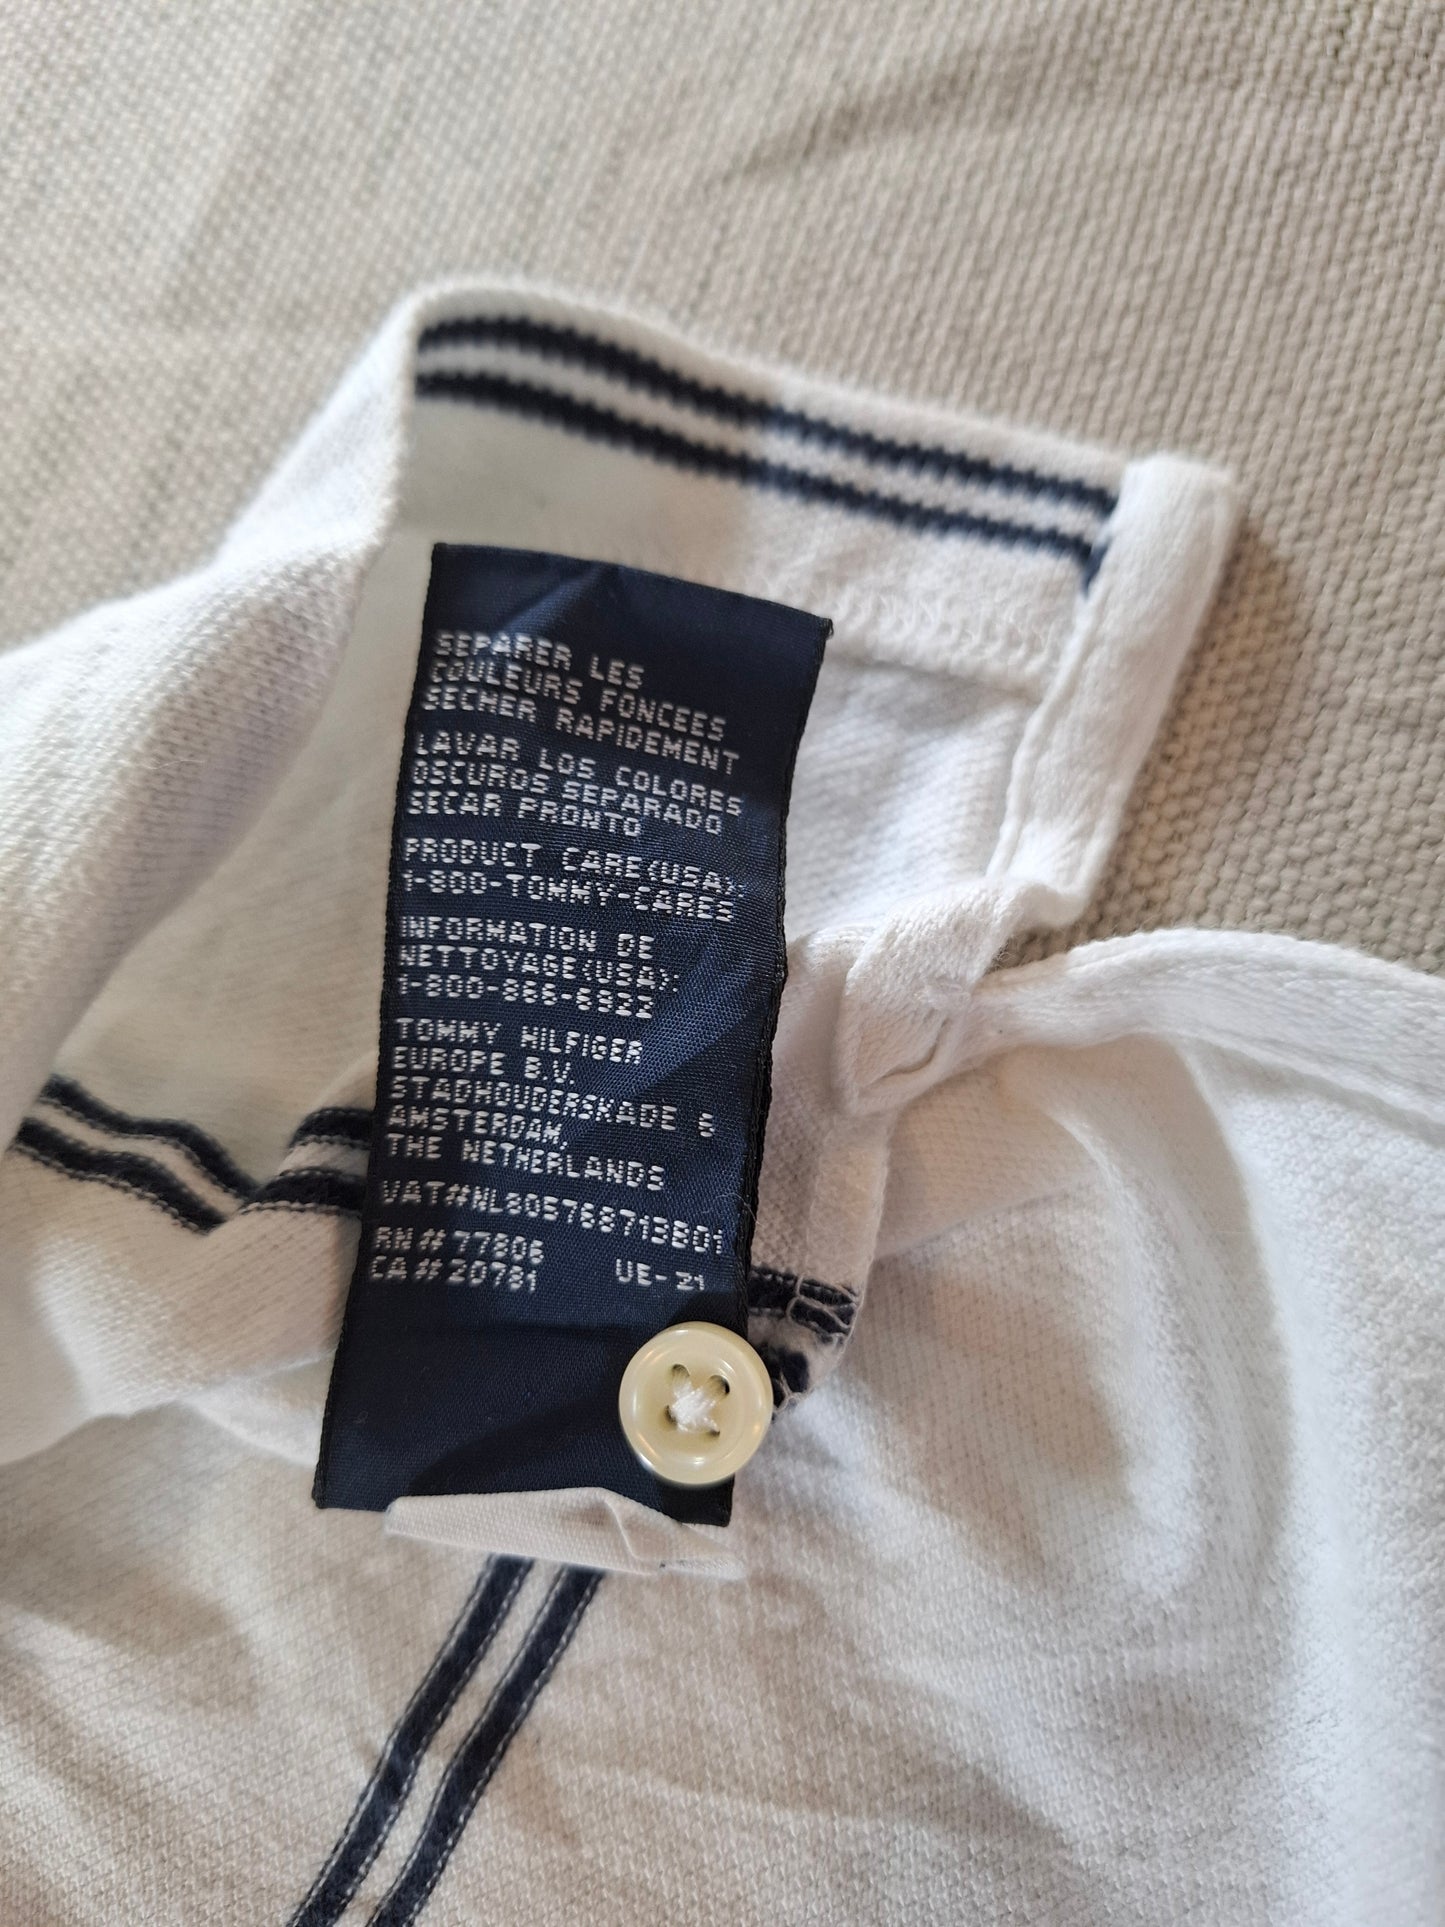 SEPARER LES
COULEURS FONCEES
SECHER RAPIDEMENT
LAVAR LOS COLORES
OSCUROS SEPARADO
SECAR PRONTO
PRODUCT CARE(USA):
1-800-TOMMY-CARES
INFORMATION DE
NETTOYAGE(USA):
1-800-866-6922
TOMMY HILFIGER
EUROPE B.V.
STADHOUDERSKADE 6
AMSTERDAM,
THE NETHERLANDS
VAT#NL805768713B01
RN# 77806
CA# 20781 UE-21